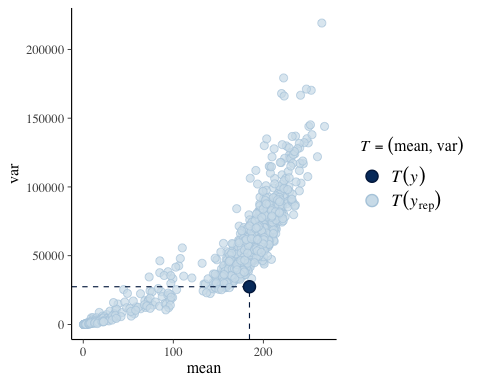 200000
150000
100000
50000
0
var
0 100 200
mean
T = (mean, var)
T(y)
T(yrep)